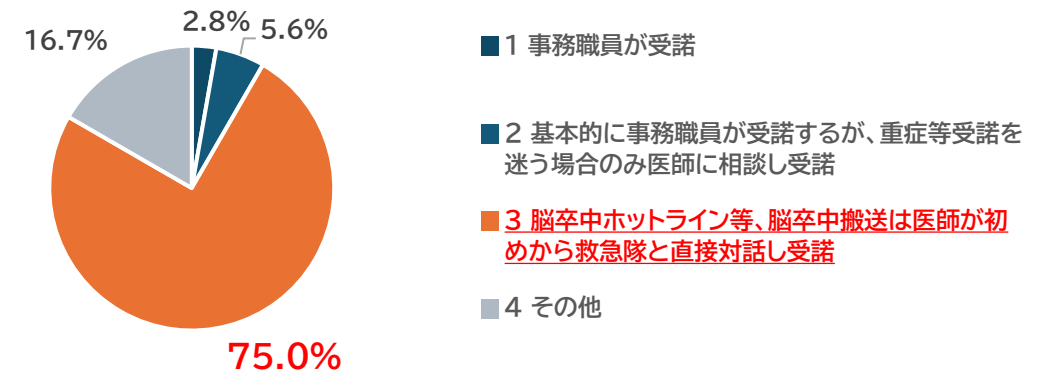 2.8%
5.6%
16.7%
75.0%
1 事務職員が受諾
2 基本的に事務職員が受諾するが、重症等受諾を
迷う場合のみ医師に相談し受諾
3 脳卒中ホットライン等、脳卒中搬送は医師が初
めから救急隊と直接対話し受諾
4 その他